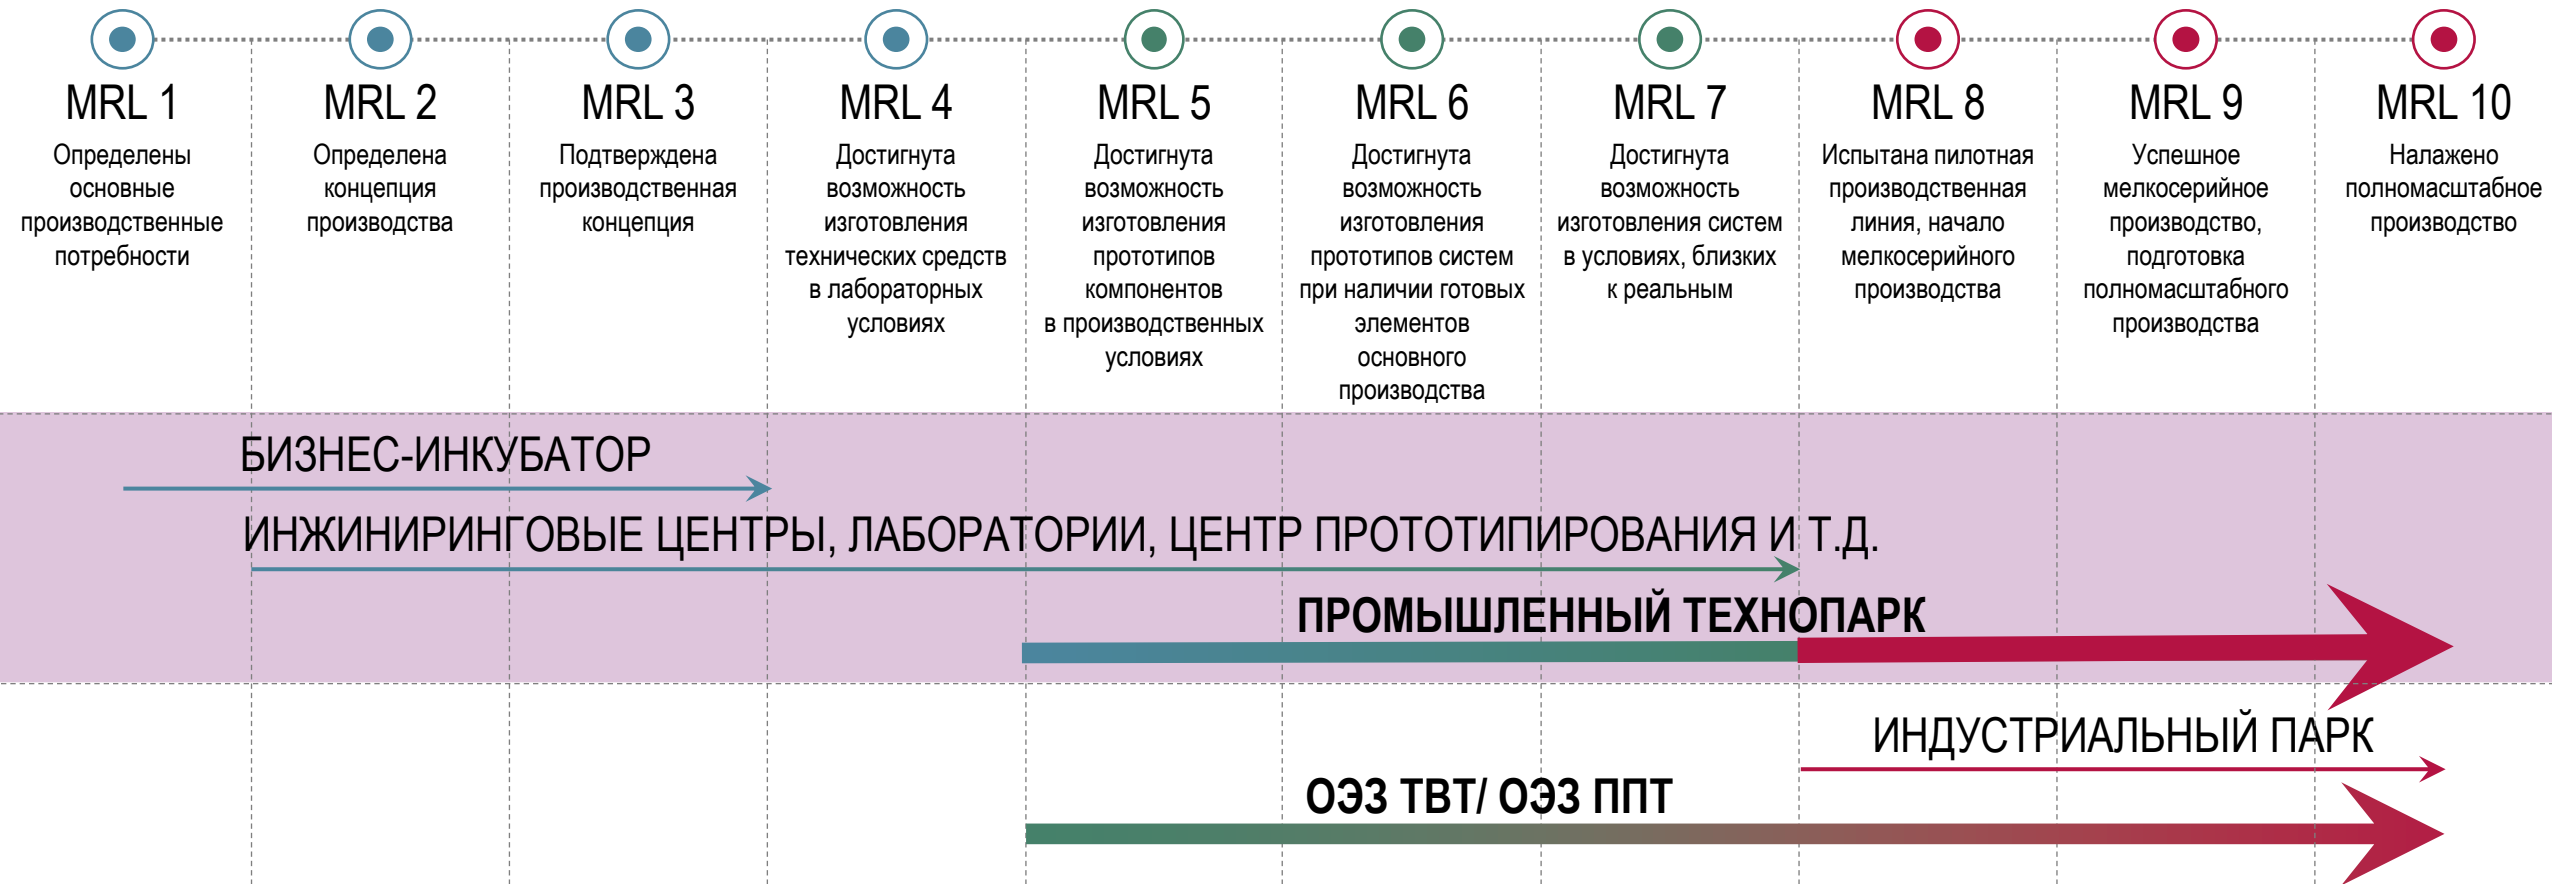 MRL 1
Определены
основные
производственные
потребности
MRL 2
Определена
концепция
производства
MRL 3
Подтверждена
производственная
концепция
MRL 4
Достигнута
возможность
изготовления
технических средств
в лабораторных
условиях
MRL 5
Достигнута
возможность
изготовления
прототипов
компонентов
в производственных
условиях
MRL 6
Достигнута
возможность
изготовления
прототипов систем
при наличии готовых
элементов
основного
производства
MRL 7
Достигнута
возможность
изготовления систем
в условиях, близких
к реальным
MRL 8
Испытана пилотная
производственная
линия, начало
мелкосерийного
производства
MRL 9
Успешное
мелкосерийное
производство,
подготовка
полномасштабного
производства
MRL 10
Налажено
полномасштабное
производство
БИЗНЕС-ИНКУБАТОР
ИНЖИНИРИНГОВЫЕ ЦЕНТРЫ, ЛАБОРАТОРИИ, ЦЕНТР ПРОТОТИПИРОВАНИЯ И Т.Д.
ПРОМЫШЛЕННЫЙ ТЕХНОПАРК
ИНДУСТРИАЛЬНЫЙ ПАРК
ОЭЗ ТВТ/ ОЭЗ ППТ